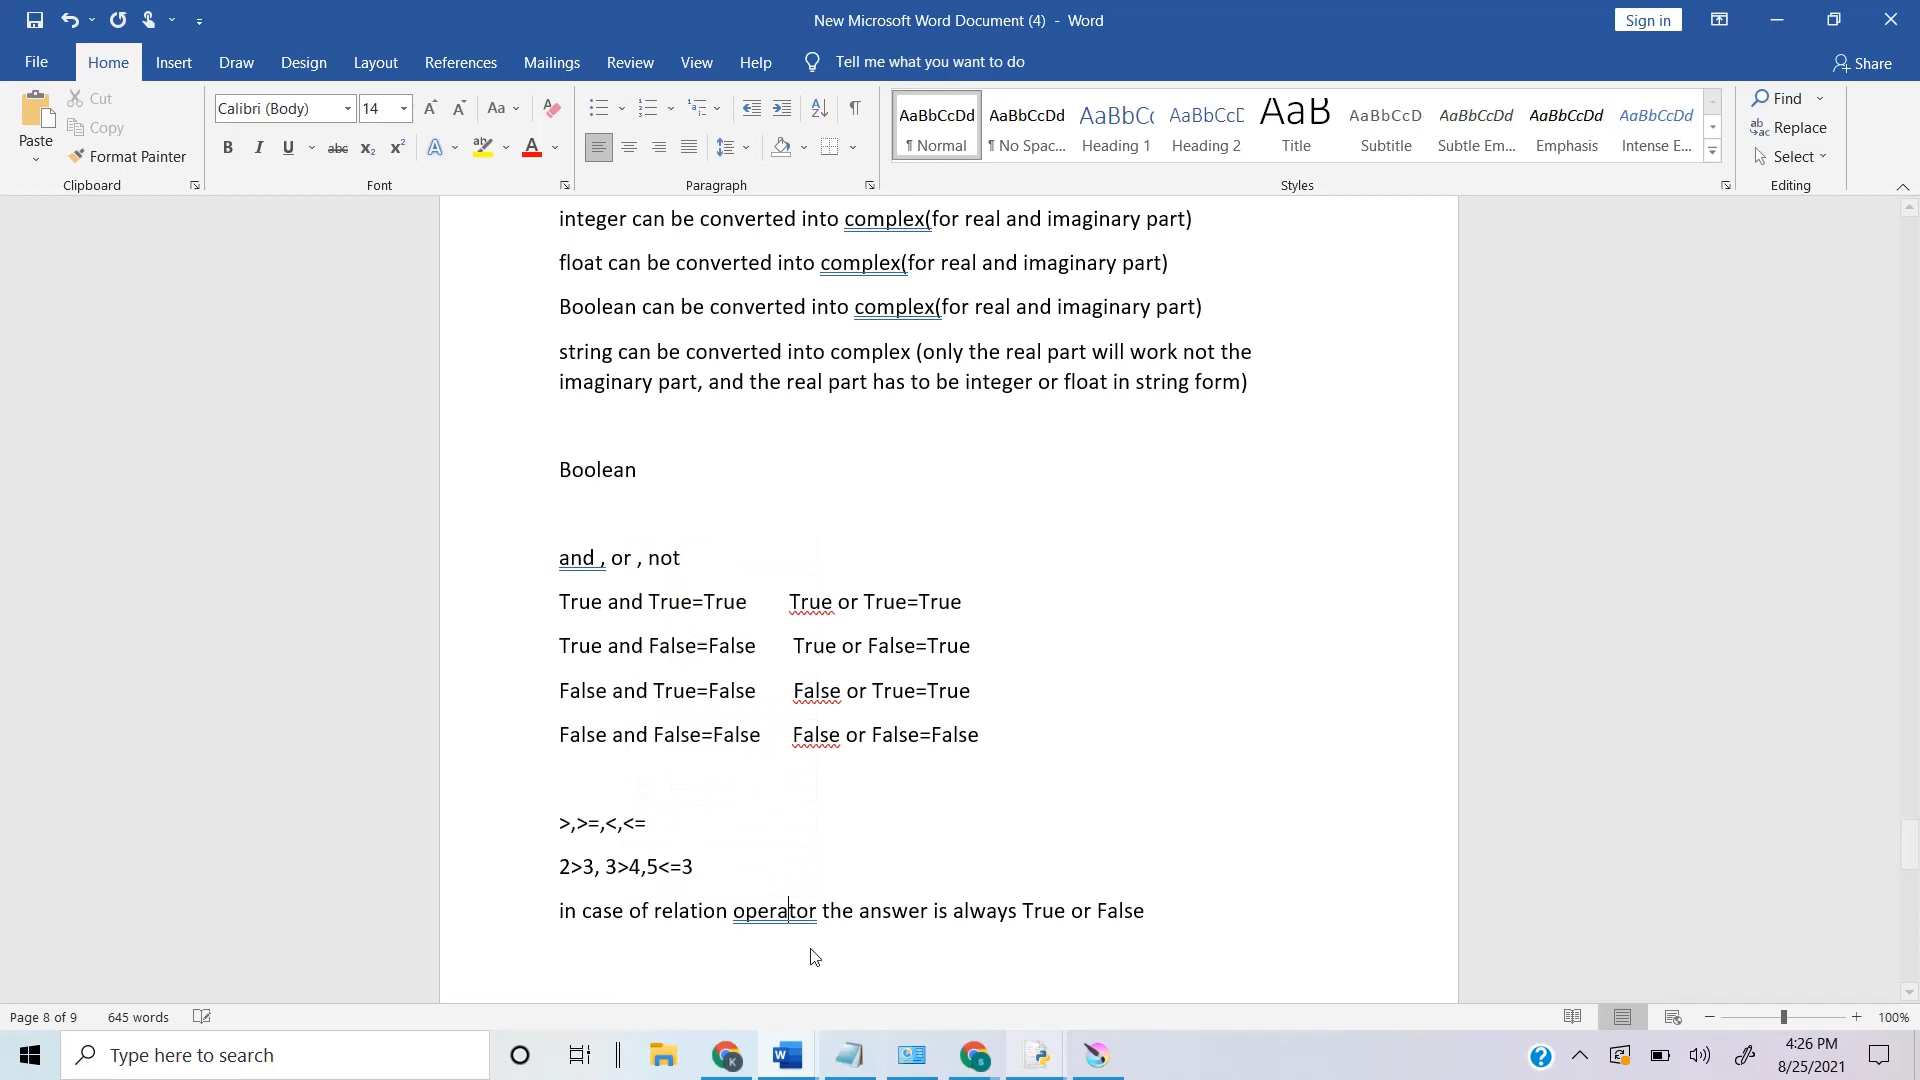 New Microsoft Word Document (4) - Word
Sign in
File Home Insert Draw Design Layout References Mailings Review View Help Tell me what you want to do Share
Paste Cut Copy Format Painter Clipboard
Calibri (Body) 14 Aa
B I U abc x₂ x² A ab A
Font
Paragraph
AaBbCcDd AaBbCcDd AaBbCc AaBbCcD AaB AaBbCcD AaBbCcDd AaBbCcDd AaBbCcDd
¶ Normal ¶ No Spac... Heading 1 Heading 2 Title Subtitle Subtle Em... Emphasis Intense E...
Styles
Find
Replace
Select
Editing
integer can be converted into complex(for real and imaginary part)
float can be converted into complex(for real and imaginary part)
Boolean can be converted into complex(for real and imaginary part)
string can be converted into complex (only the real part will work not the
imaginary part, and the real part has to be integer or float in string form)
Boolean
and , or , not
True and True=True True or True=True
True and False=False True or False=True
False and True=False False or True=True
False and False=False False or False=False
>,>=,<,<=
2>3, 3>4,5<=3
in case of relation operator the answer is always True or False
Page 8 of 9 645 words 100%
Type here to search
4:26 PM
8/25/2021